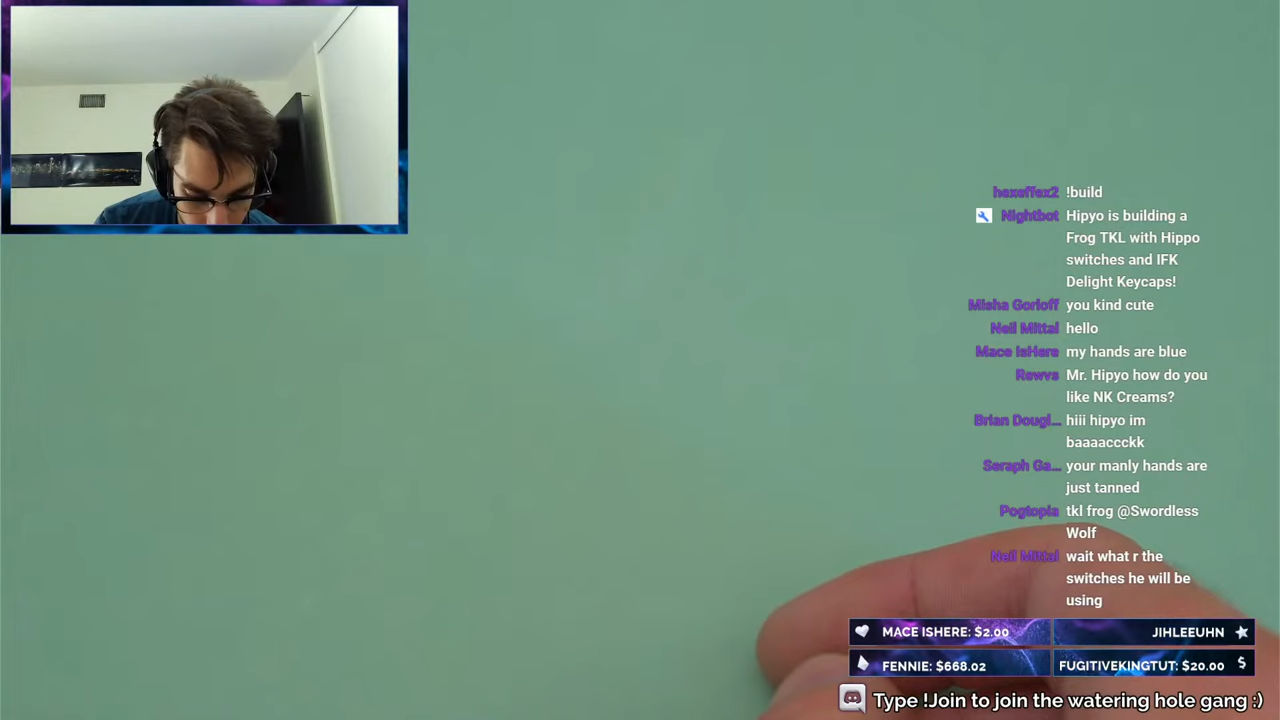 hexeffex2 !build
Nightbot Hipyo is building a
Frog TKL with Hippo
switches and IFK
Delight Keycaps!
Misha Gorloff you kind cute
Neil Mittal hello
Mace IsHere my hands are blue
Rewvs Mr. Hipyo how do you
like NK Creams?
Brian Dougl... hiii hipyo im
baaaccckk
Seraph Ga... your manly hands are
just tanned
Pogtopia tkl frog @Swordless
Wolf
Neil Mittal wait what r the
switches he will be
using
MACE ISHERE: $2.00 JIHLEEUHN
FENNIE: $668.02 FUGITIVEKINGTUT: $20.00
Type !Join to join the watering hole gang :)